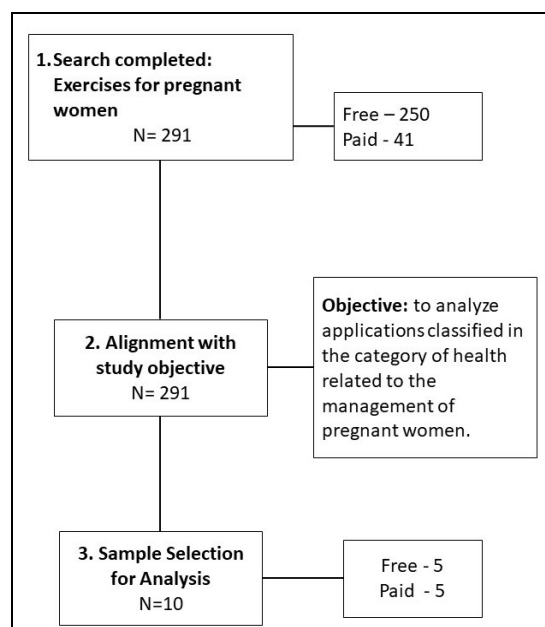 1. Search completed:
Exercises for pregnant
women
N= 291
Free – 250
Paid - 41
2. Alignment with
study objective
N= 291
Objective: to analyze
applications classified in
the category of health
related to the
management of
pregnant women.
3. Sample Selection
for Analysis
N=10
Free - 5
Paid - 5